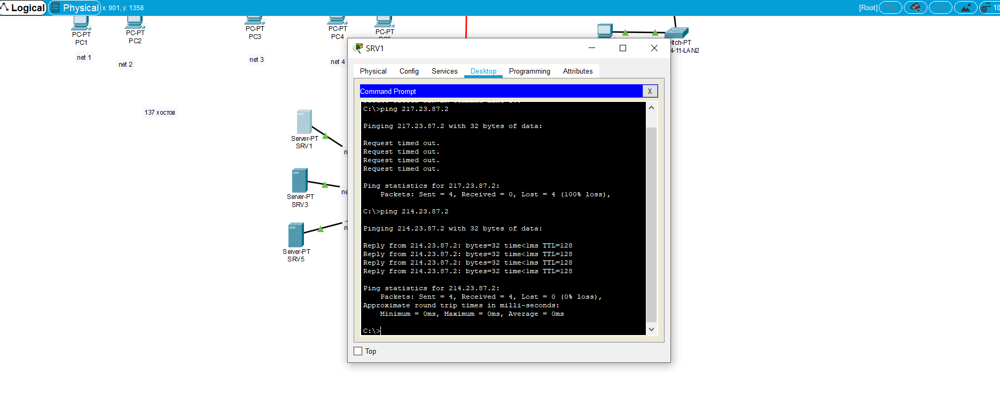 Logical
Physical
x: 901, y: 1358
[Root]
10
PC-PT
PC1
PC-PT
PC2
PC-PT
PC3
PC-PT
PC4
PC-PT
itch-PT
4-11-LAN2
net 1
net 2
net 3
net 4
137 хостов
Server-PT
SRV1
n
Server-PT
SRV3
ne
Server-PT
SRV5
n
SRV1
Physical
Config
Services
Desktop
Programming
Attributes
Command Prompt
X
C:\>ping 217.23.87.2
Pinging 217.23.87.2 with 32 bytes of data:
Request timed out.
Request timed out.
Request timed out.
Request timed out.
Ping statistics for 217.23.87.2:
Packets: Sent = 4, Received = 0, Lost = 4 (100% loss),
C:\>ping 214.23.87.2
Pinging 214.23.87.2 with 32 bytes of data:
Reply from 214.23.87.2: bytes=32 time<1ms TTL=128
Reply from 214.23.87.2: bytes=32 time<1ms TTL=128
Reply from 214.23.87.2: bytes=32 time<1ms TTL=128
Reply from 214.23.87.2: bytes=32 time<1ms TTL=128
Ping statistics for 214.23.87.2:
Packets: Sent = 4, Received = 4, Lost = 0 (0% loss),
Approximate round trip times in milli-seconds:
Minimum = 0ms, Maximum = 0ms, Average = 0ms
C:\>
Top